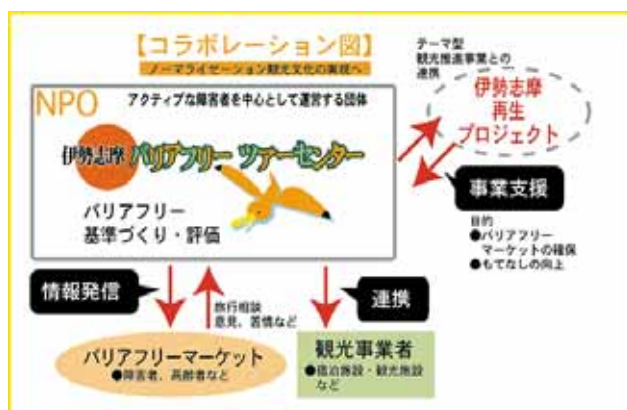 【コラボレーション図】
ノーマライゼーション観光文化の実現へ
NPO
アクティブな障害者を中心として運営する団体
伊勢志摩 バリアフリー ツアーセンター
バリアフリー
基準づくり・評価
テーマ型
観光推進事業との
連携
伊勢志摩
再生
プロジェクト
事業支援
目的
●バリアフリー
マーケットの確保
●もてなしの向上
情報発信
旅行相談
意見、苦情など
連携
バリアフリーマーケット
●障害者、高齢者など
観光事業者
●宿泊施設・観光施設
など